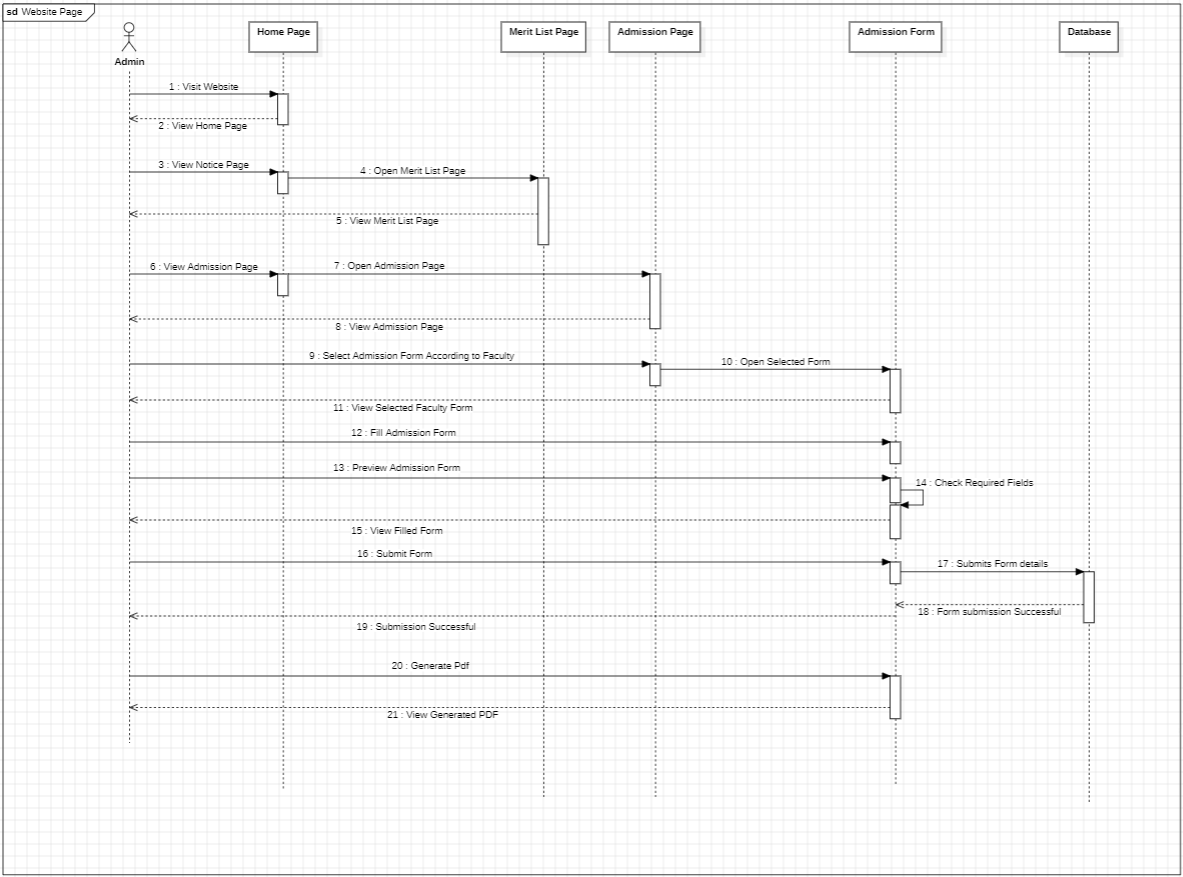 sd Website Page
Home Page
Merit List Page
Admission Page
Admission Form
Database
Admin
1 : Visit Website
2 : View Home Page
3 : View Notice Page
4 : Open Merit List Page
5 : View Merit List Page
6 : View Admission Page
7 : Open Admission Page
8 : View Admission Page
9 : Select Admission Form According to Faculty
10 : Open Selected Form
11 : View Selected Faculty Form
12 : Fill Admission Form
13 : Preview Admission Form
14 : Check Required Fields
15 : View Filled Form
16 : Submit Form
17 : Submits Form details
18 : Form submission Successful
19 : Submission Successful
20 : Generate Pdf
21 : View Generated PDF